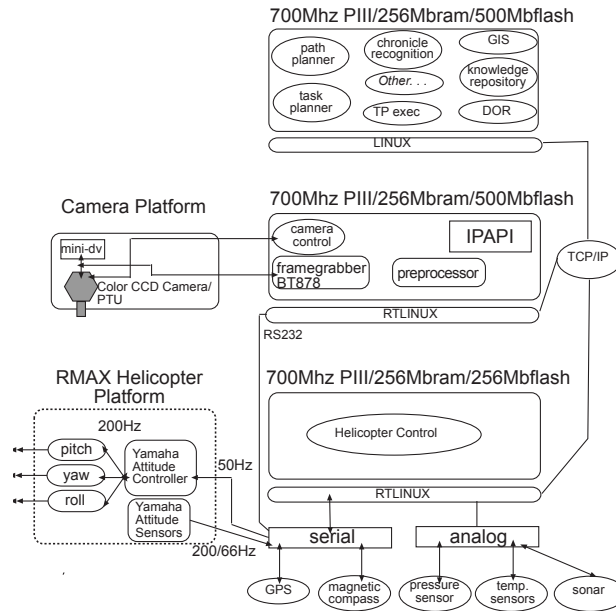 700Mhz PIII/256Mbram/500Mbflash
path
planner
chronicle
recognition
GIS
Other. . .
knowledge
repository
task
planner
TP exec
DOR
LINUX
700Mhz PIII/256Mbram/500Mbflash
Camera Platform
camera
control
IPAPI
mini-dv
framegrabber
BT878
preprocessor
TCP/IP
Color CCD Camera/
PTU
RTLINUX
RS232
700Mhz PIII/256Mbram/256Mbflash
RMAX Helicopter
Platform
200Hz
pitch
yaw
roll
Yamaha
Attitude
Controller
50Hz
Helicopter Control
Yamaha
Attitude
Sensors
RTLINUX
200/66Hz
serial
analog
GPS
magnetic
compass
pressure
sensor
temp.
sensors
sonar